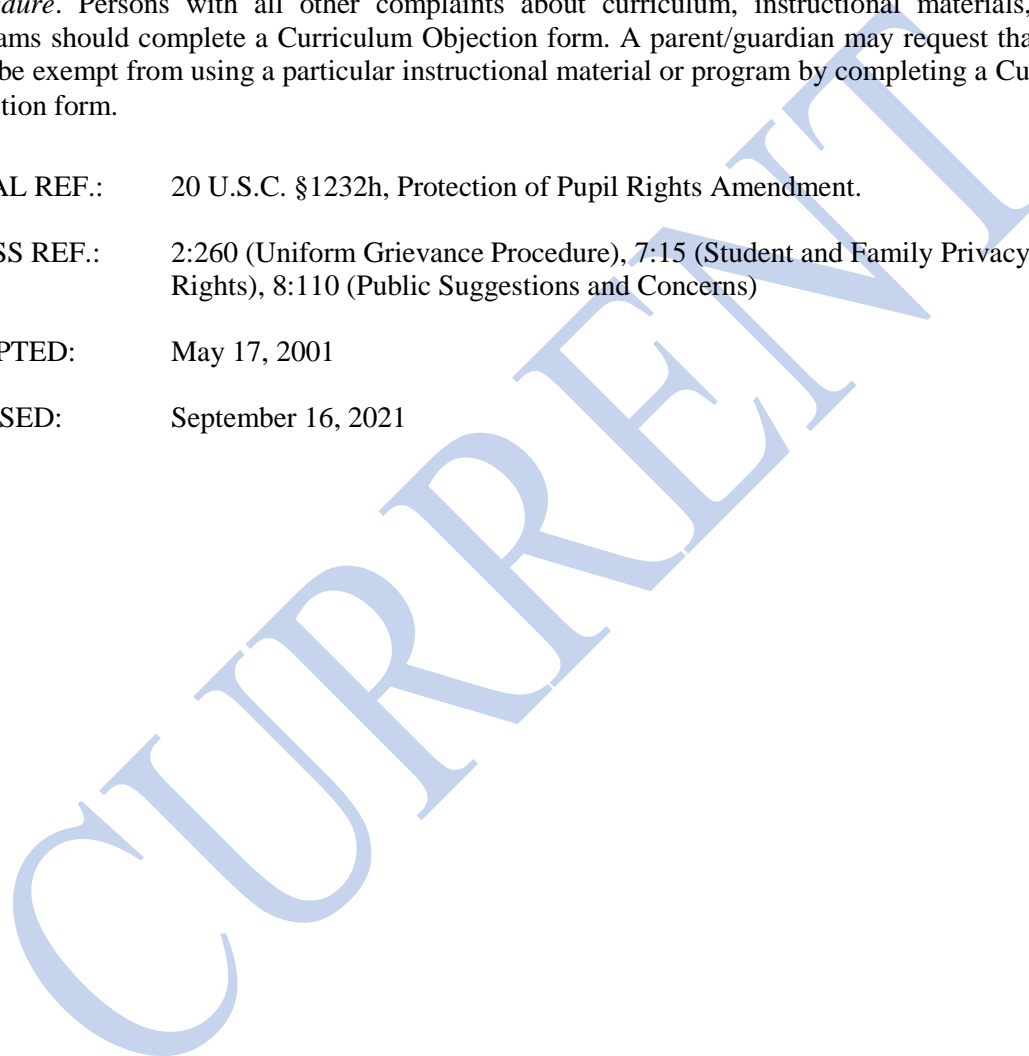 edure. Persons with all other complaints about curriculum, instructional materials,
ams should complete a Curriculum Objection form. A parent/guardian may request tha
be exempt from using a particular instructional material or program by completing a Cu
tion form.
AL REF.: 20 U.S.C. §1232h, Protection of Pupil Rights Amendment.
SS REF.: 2:260 (Uniform Grievance Procedure), 7:15 (Student and Family Privacy
Rights), 8:110 (Public Suggestions and Concerns)
PTED: May 17, 2001
SED: September 16, 2021
CURRENT